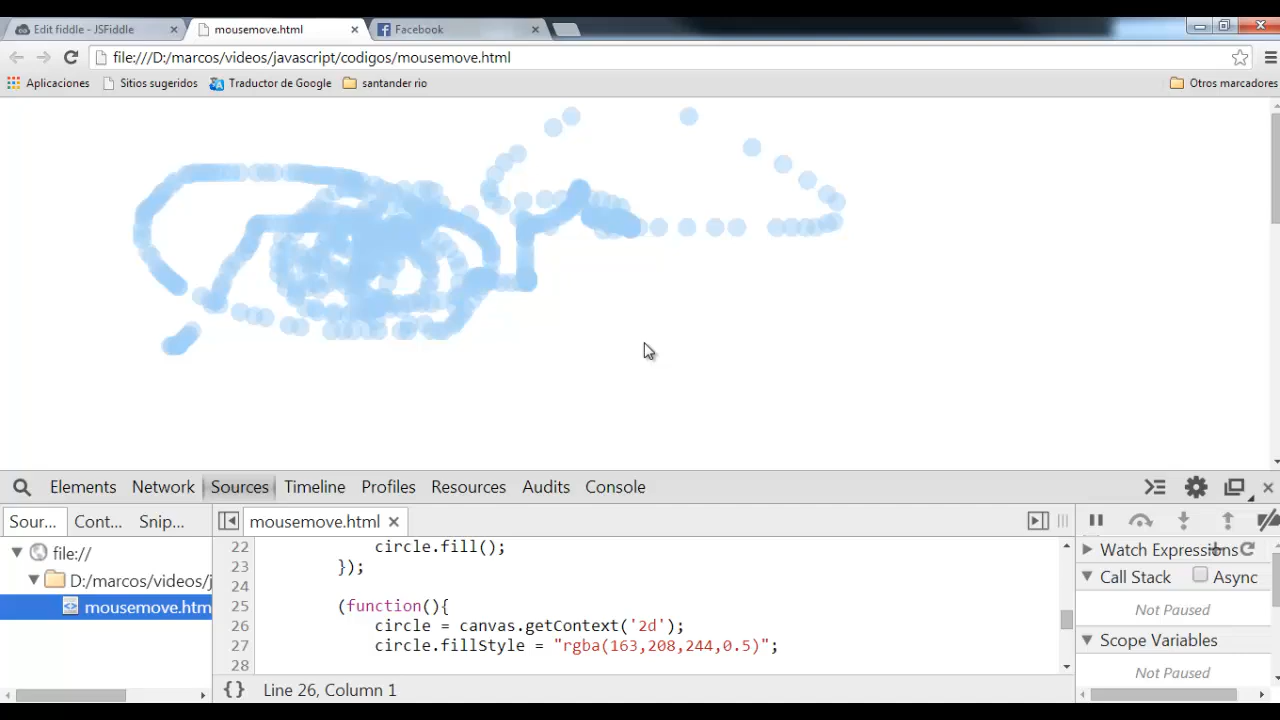 Edit fiddle - JSFiddle
mousemove.html
Facebook
file:///D:/marcos/videos/javascript/codigos/mousemove.html
Aplicaciones
Sitios sugeridos
Traductor de Google
santander rio
Otros marcadores
Elements
Network
Sources
Timeline
Profiles
Resources
Audits
Console
Sour...
Cont...
Snip...
mousemove.html
file://
D:/marcos/videos/j
mousemove.htm
22 circle.fill();
23 });
24
25 (function(){
26 circle = canvas.getContext('2d');
27 circle.fillStyle = "rgba(163,208,244,0.5)";
28
{} Line 26, Column 1
Watch Expressions
Call Stack
Async
Not Paused
Scope Variables
Not Paused